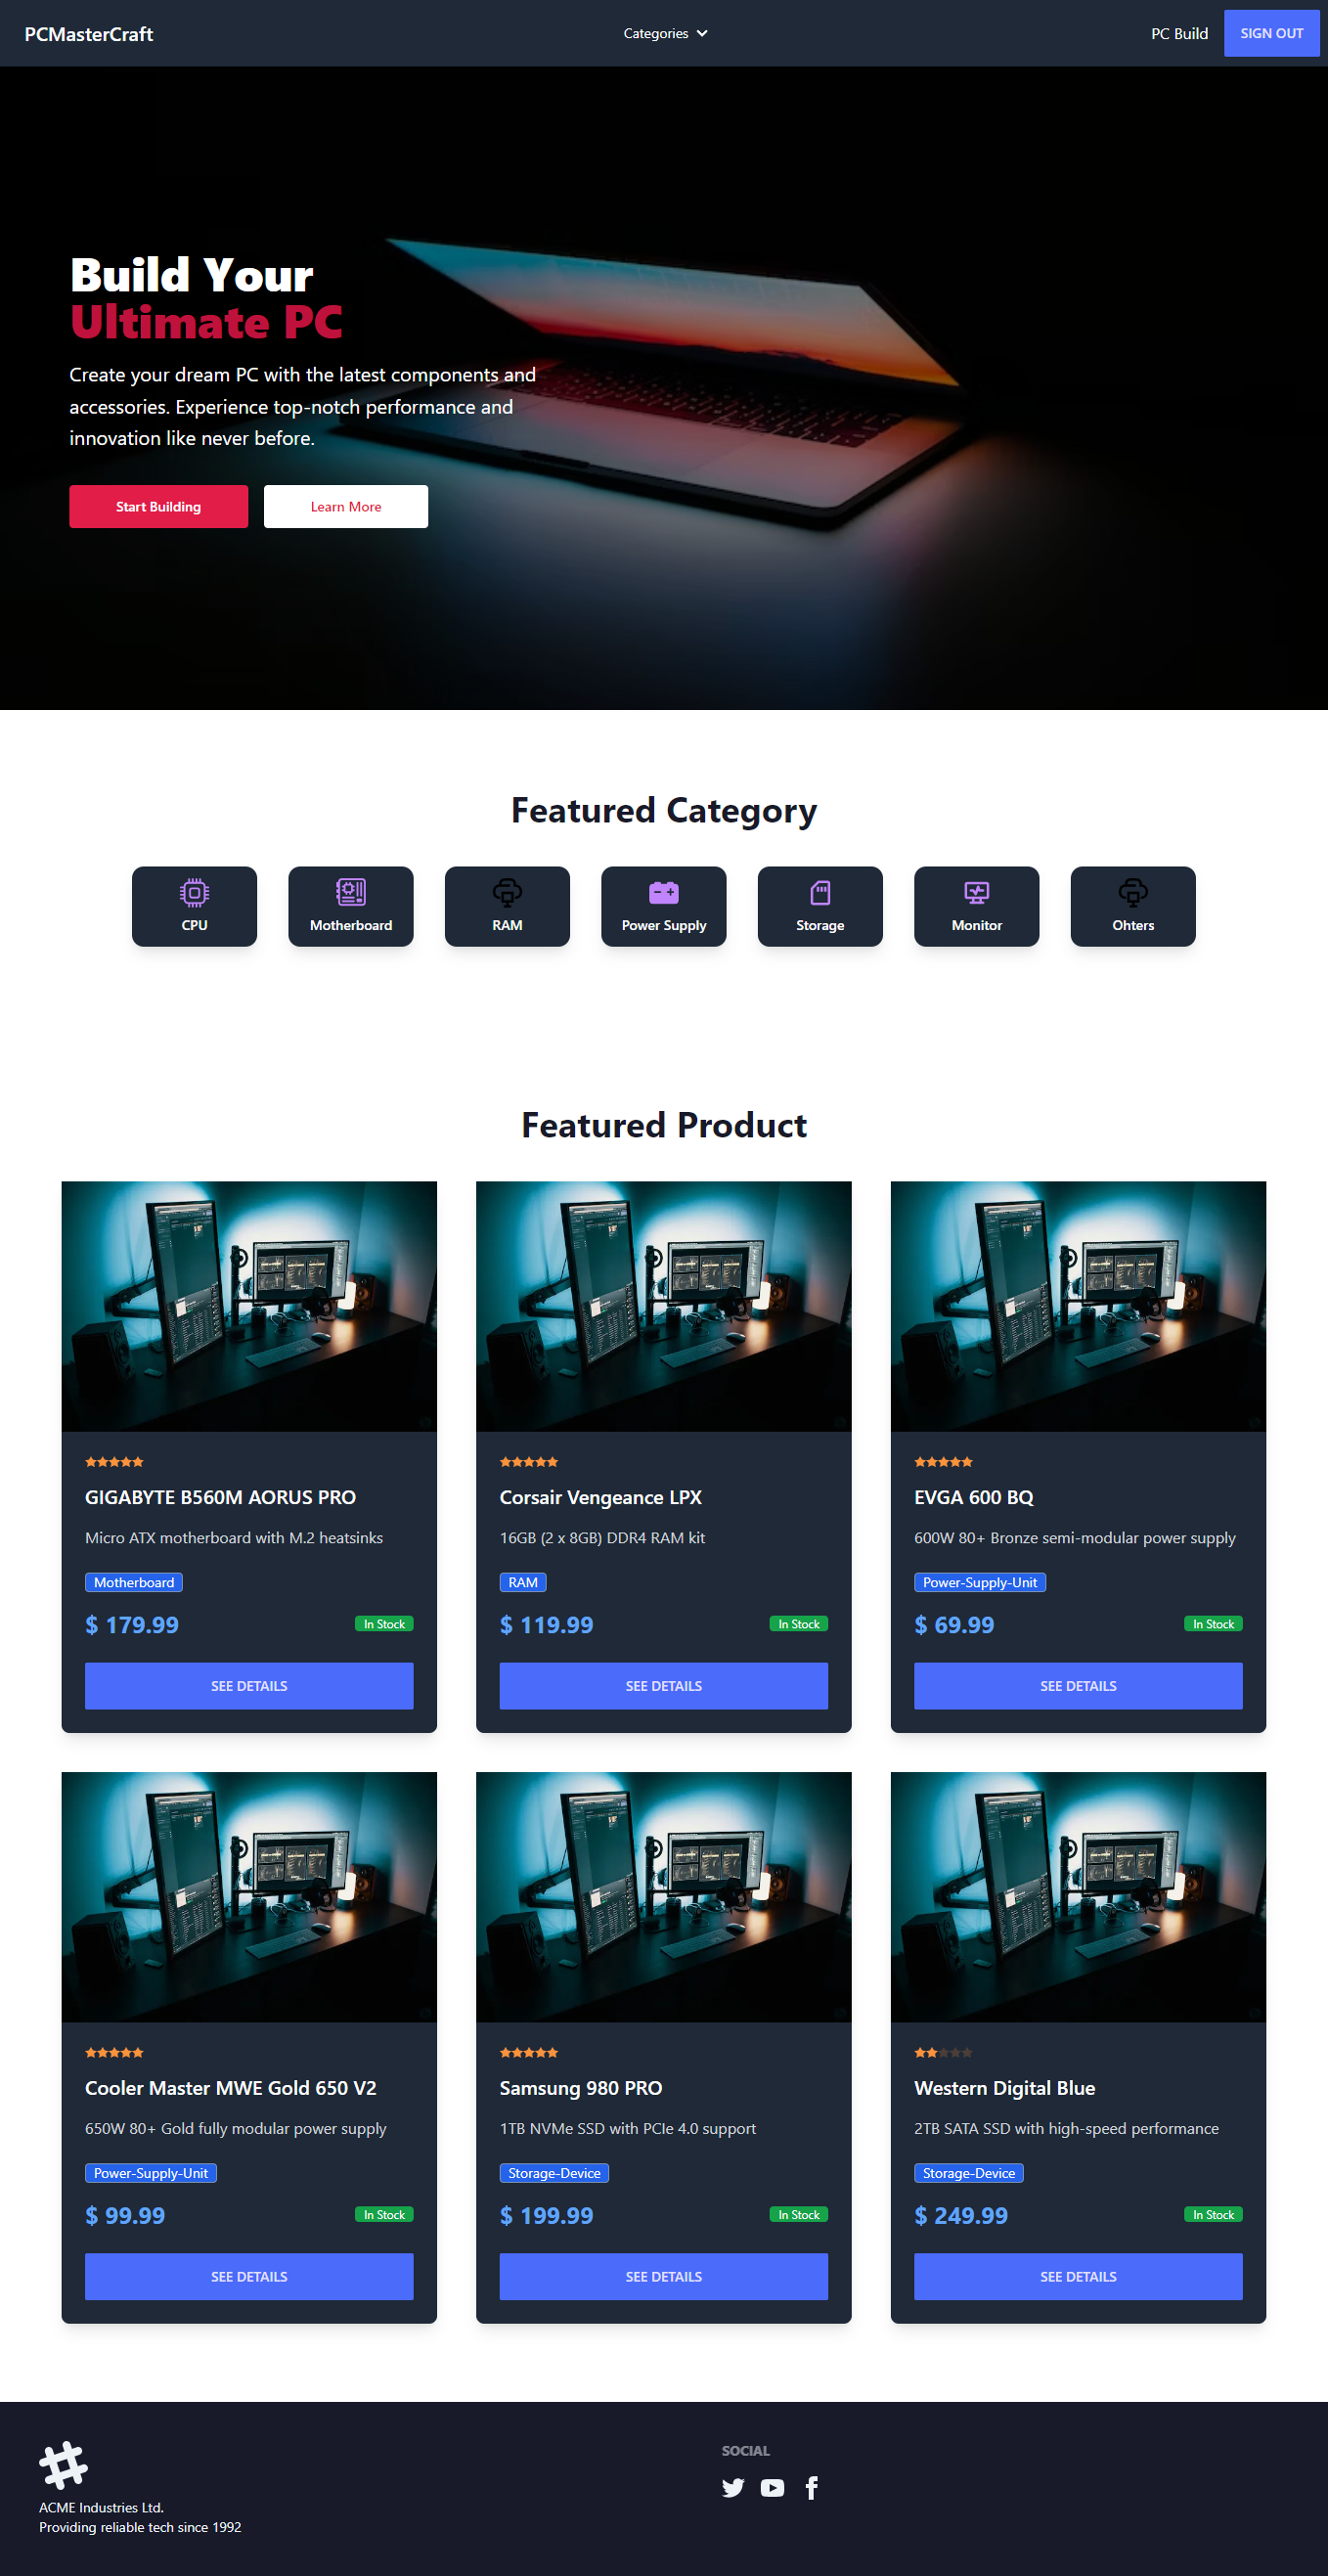 PCMasterCraft
Categories
PC Build
SIGN OUT
Build Your
Ultimate PC
Create your dream PC with the latest components and
accessories. Experience top-notch performance and
innovation like never before.
Start Building
Learn More
Featured Category
CPU
Motherboard
RAM
Power Supply
Storage
Monitor
Ohters
Featured Product
GIGABYTE B560M AORUS PRO
Micro ATX motherboard with M.2 heatsinks
Motherboard
$ 179.99
In Stock
SEE DETAILS
Corsair Vengeance LPX
16GB (2 x 8GB) DDR4 RAM kit
RAM
$ 119.99
In Stock
SEE DETAILS
EVGA 600 BQ
600W 80+ Bronze semi-modular power supply
Power-Supply-Unit
$ 69.99
In Stock
SEE DETAILS
Cooler Master MWE Gold 650 V2
650W 80+ Gold fully modular power supply
Power-Supply-Unit
$ 99.99
In Stock
SEE DETAILS
Samsung 980 PRO
1TB NVMe SSD with PCIe 4.0 support
Storage-Device
$ 199.99
In Stock
SEE DETAILS
Western Digital Blue
2TB SATA SSD with high-speed performance
Storage-Device
$ 249.99
In Stock
SEE DETAILS
ACME Industries Ltd.
Providing reliable tech since 1992
SOCIAL